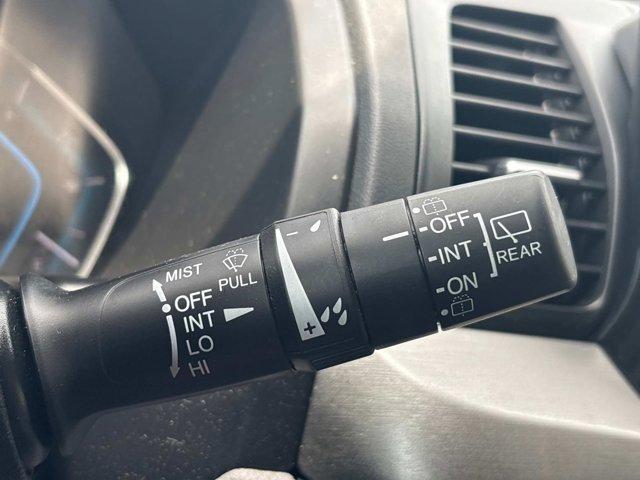 MIST
PULL
OFF
INT
LO
HI
− +
OFF
INT
ON
REAR